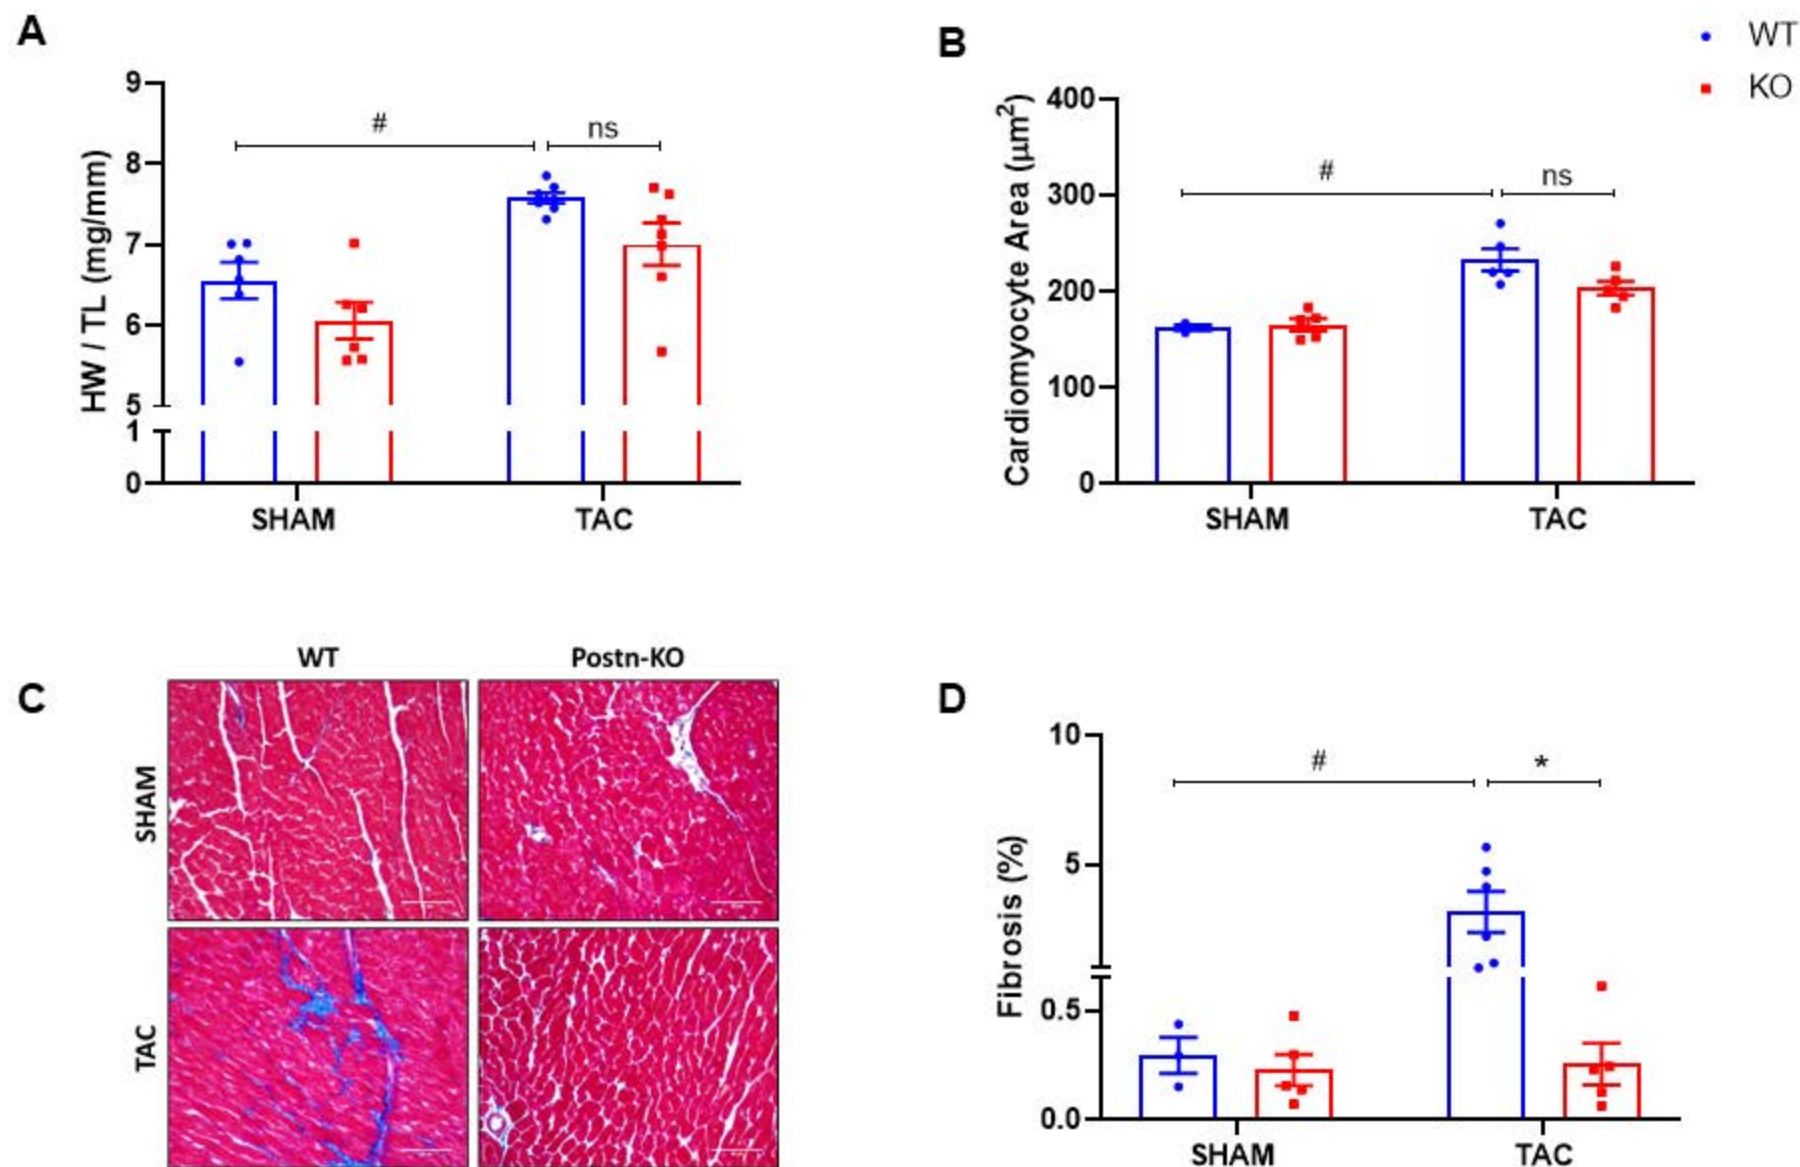 A
HW / TL (mg/mm)
9
8
7
6
5
1
0
#
ns
SHAM
TAC
B
WT
KO
Cardiomyocyte Area (μm²)
400
300
200
100
0
#
ns
SHAM
TAC
C
WT
Postn-KO
SHAM
TAC
D
Fibrosis (%)
10
5
0.5
0.0
#
*
SHAM
TAC